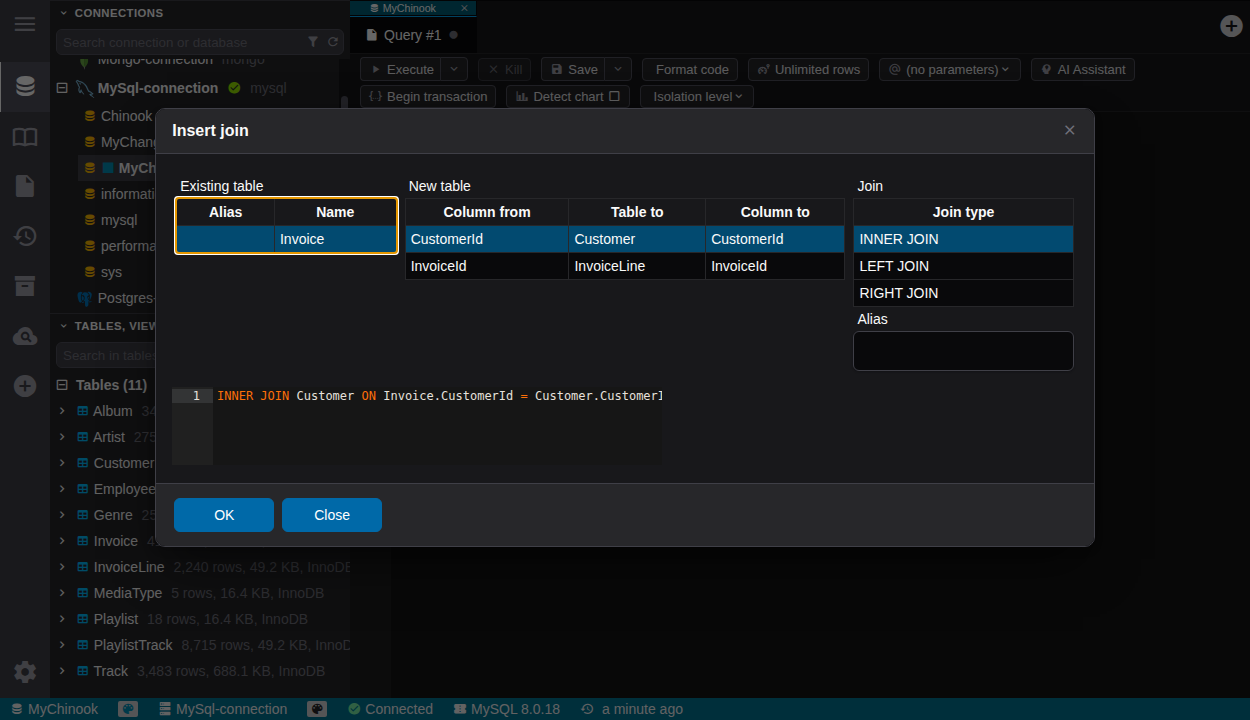 CONNECTIONS
Search connection or database
Mongo-connection mongo
MySql-connection mysql
Chinook
MyChang
MyCh
informati
mysql
performa
sys
Postgres-
TABLES, VIEW
Search in tables
Tables (11)
Album 34
Artist 275
Customer
Employee
Genre 25
Invoice 4
InvoiceLine 2,240 rows, 49.2 KB, InnoDB
MediaType 5 rows, 16.4 KB, InnoDB
Playlist 18 rows, 16.4 KB, InnoDB
PlaylistTrack 8,715 rows, 49.2 KB, InnoD
Track 3,483 rows, 688.1 KB, InnoDB
MyChinook
Query #1
Execute Kill Save Format code Unlimited rows (no parameters) AI Assistant
Begin transaction Detect chart Isolation level
Insert join
Existing table
Alias Name
Invoice
New table
Column from Table to Column to
CustomerId Customer CustomerId
InvoiceId InvoiceLine InvoiceId
Join
Join type
INNER JOIN
LEFT JOIN
RIGHT JOIN
Alias
1 INNER JOIN Customer ON Invoice.CustomerId = Customer.CustomerI
OK Close
MyChinook MySql-connection Connected MySQL 8.0.18 a minute ago